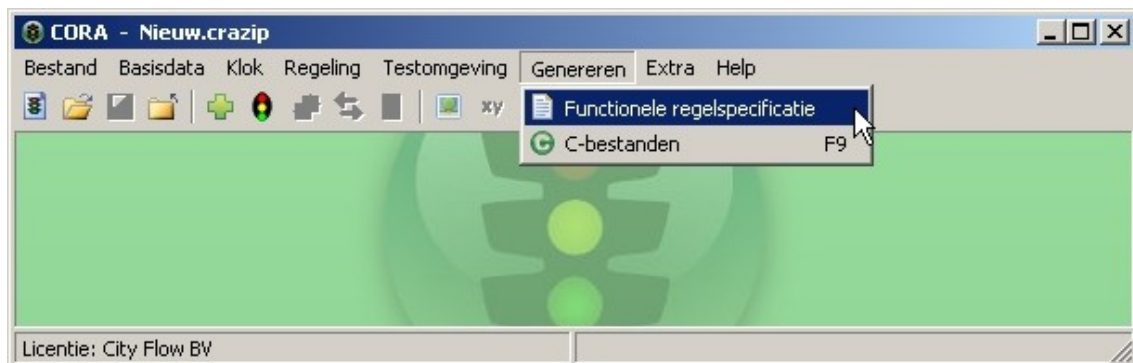 CORA - Nieuw.crazip
Bestand Basisdata Klok Regeling Testomgeving Genereren Extra Help
xy Functionele regelspecificatie
C C-bestanden F9
Licentie: City Flow BV